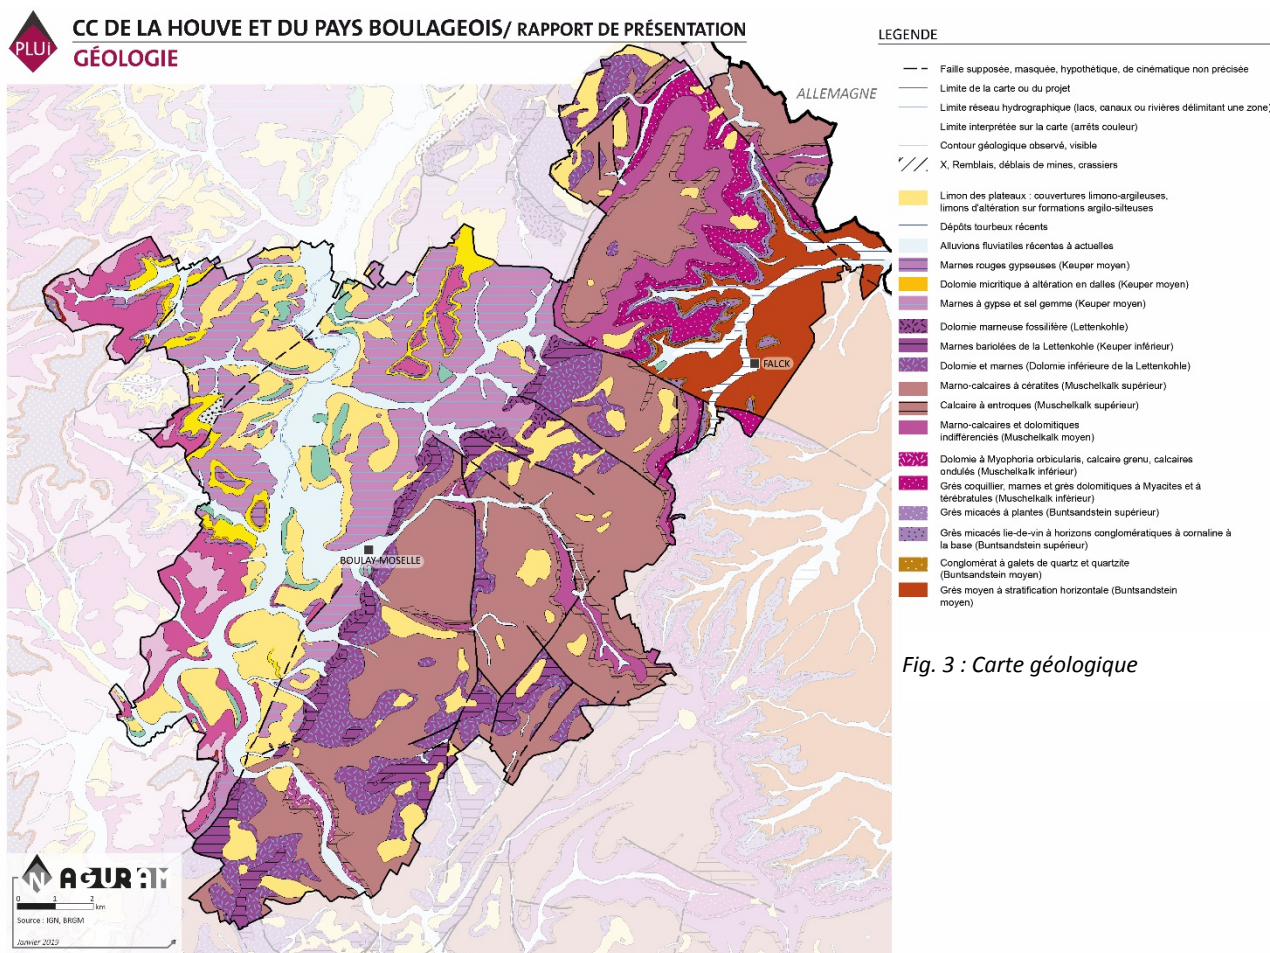 PLUi
CC DE LA HOUVE ET DU PAYS BOULAGEOIS/ RAPPORT DE PRÉSENTATION
GÉOLOGIE
ALLEMAGNE
FALCK
BOULAY-MOSELLE
N AGURAM
0 1 2
km
Source : IGN, BRGM
Janvier 2019
LEGENDE
Faille supposée, masquée, hypothétique, de cinématique non précisée
Limite de la carte ou du projet
Limite réseau hydrographique (lacs, canaux ou rivières délimitant une zone)
Limite interprétée sur la carte (arrêts couleur)
Contour géologique observé, visible
X, Remblais, déblais de mines, crassiers
Limon des plateaux : couvertures limono-argileuses,
limons d'altération sur formations argilo-silteuses
Dépôts tourbeux récents
Alluvions fluviatiles récentes à actuelles
Marnes rouges gypseuses (Keuper moyen)
Dolomie micritique à altération en dalles (Keuper moyen)
Marnes à gypse et sel gemme (Keuper moyen)
Dolomie marneuse fossilifère (Lettenkohle)
Marnes bariolées de la Lettenkohle (Keuper inférieur)
Dolomie et marnes (Dolomie inférieure de la Lettenkohle)
Marno-calcaires à cératites (Muschelkalk supérieur)
Calcaire à entroques (Muschelkalk supérieur)
Marno-calcaires et dolomitiques
indifférenciés (Muschelkalk moyen)
Dolomie à Myophoria orbicularis, calcaire grenu, calcaires
ondulés (Muschelkalk inférieur)
Grès coquillier, marnes et grès dolomitiques à Myacites et à
térébratules (Muschelkalk inférieur)
Grès micacés à plantes (Buntsandstein supérieur)
Grès micacés lie-de-vin à horizons conglomératiques à cornaline à
la base (Buntsandstein supérieur)
Conglomérat à galets de quartz et quartzite
(Buntsandstein moyen)
Grès moyen à stratification horizontale (Buntsandstein
moyen)
Fig. 3 : Carte géologique